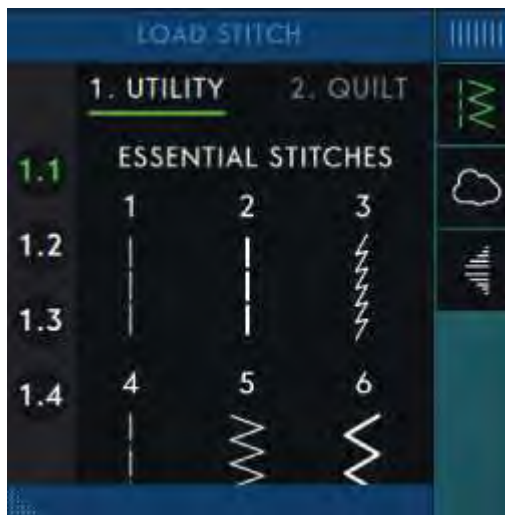 LOAD STITCH
1. UTILITY 2. QUILT
ESSENTIAL STITCHES
1.1
1 2 3
1.2
1.3
1.4
4 5 6